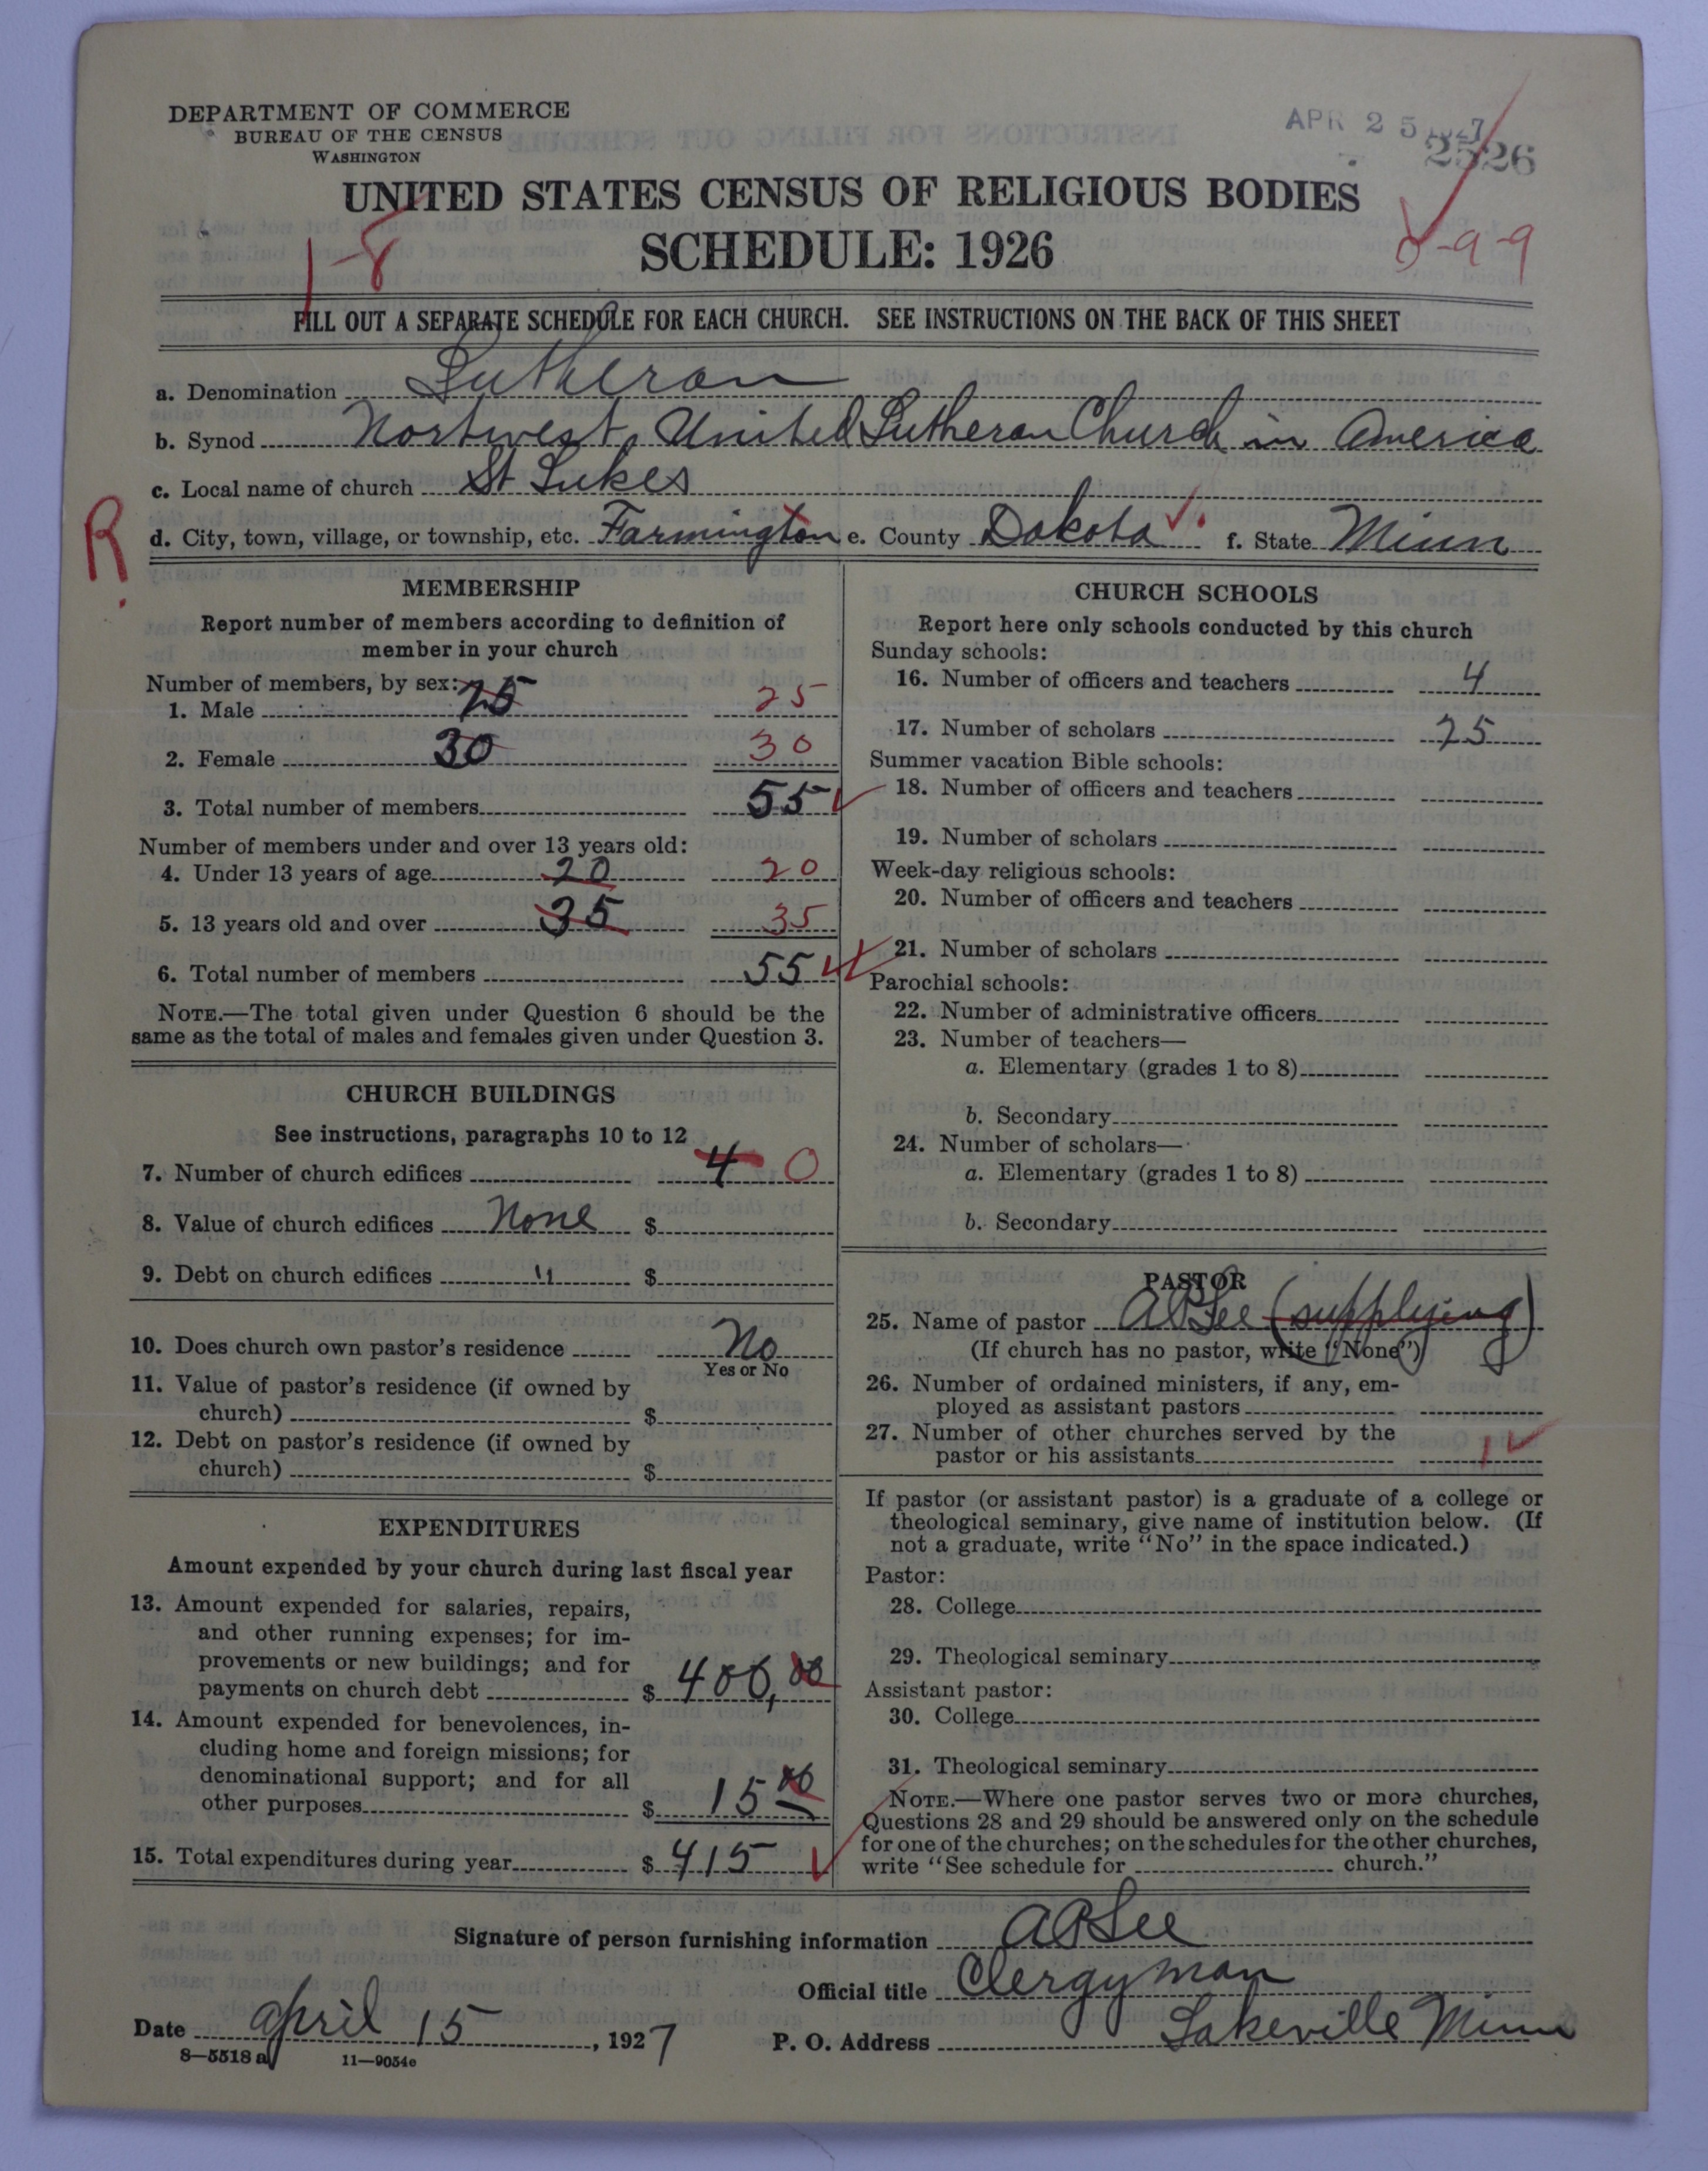 DEPARTMENT OF COMMERCE
BUREAU OF THE CENSUS
WASHINGTON
APR 25 1927
2526
UNITED STATES CENSUS OF RELIGIOUS BODIES
SCHEDULE: 1926
1-8
0-9-9
FILL OUT A SEPARATE SCHEDULE FOR EACH CHURCH. SEE INSTRUCTIONS ON THE BACK OF THIS SHEET
a. Denomination Lutheran
b. Synod Nortwest, United Lutheran Church in America
c. Local name of church St Lukes
R
d. City, town, village, or township, etc. Farmington e. County Dakota f. State Minn
MEMBERSHIP
Report number of members according to definition of
member in your church
Number of members, by sex:
1. Male 25 25
2. Female 30 30
3. Total number of members 55
Number of members under and over 13 years old:
4. Under 13 years of age 20 20
5. 13 years old and over 35 35
6. Total number of members 55
NOTE.—The total given under Question 6 should be the
same as the total of males and females given under Question 3.
CHURCH BUILDINGS
See instructions, paragraphs 10 to 12
7. Number of church edifices 4 0
8. Value of church edifices None $
9. Debt on church edifices " $
10. Does church own pastor's residence No
Yes or No
11. Value of pastor's residence (if owned by
church) $
12. Debt on pastor's residence (if owned by
church) $
EXPENDITURES
Amount expended by your church during last fiscal year
13. Amount expended for salaries, repairs,
and other running expenses; for im-
provements or new buildings; and for
payments on church debt $ 400,00
14. Amount expended for benevolences, in-
cluding home and foreign missions; for
denominational support; and for all
other purposes $ 15 00
15. Total expenditures during year $ 415
CHURCH SCHOOLS
Report here only schools conducted by this church
Sunday schools:
16. Number of officers and teachers 4
17. Number of scholars 25
Summer vacation Bible schools:
18. Number of officers and teachers
19. Number of scholars
Week-day religious schools:
20. Number of officers and teachers
21. Number of scholars
Parochial schools:
22. Number of administrative officers
23. Number of teachers—
a. Elementary (grades 1 to 8)
b. Secondary
24. Number of scholars—
a. Elementary (grades 1 to 8)
b. Secondary
PASTOR
25. Name of pastor A P Lee (supplying)
(If church has no pastor, write "None")
26. Number of ordained ministers, if any, em-
ployed as assistant pastors
27. Number of other churches served by the
pastor or his assistants 1
If pastor (or assistant pastor) is a graduate of a college or
theological seminary, give name of institution below. (If
not a graduate, write "No" in the space indicated.)
Pastor:
28. College
29. Theological seminary
Assistant pastor:
30. College
31. Theological seminary
NOTE.—Where one pastor serves two or more churches,
Questions 28 and 29 should be answered only on the schedule
for one of the churches; on the schedules for the other churches,
write "See schedule for church."
Signature of person furnishing information A P Lee
Official title Clergyman
Date april 15, 1927 P. O. Address Lakeville Minn
8—5518 a 11—9054e